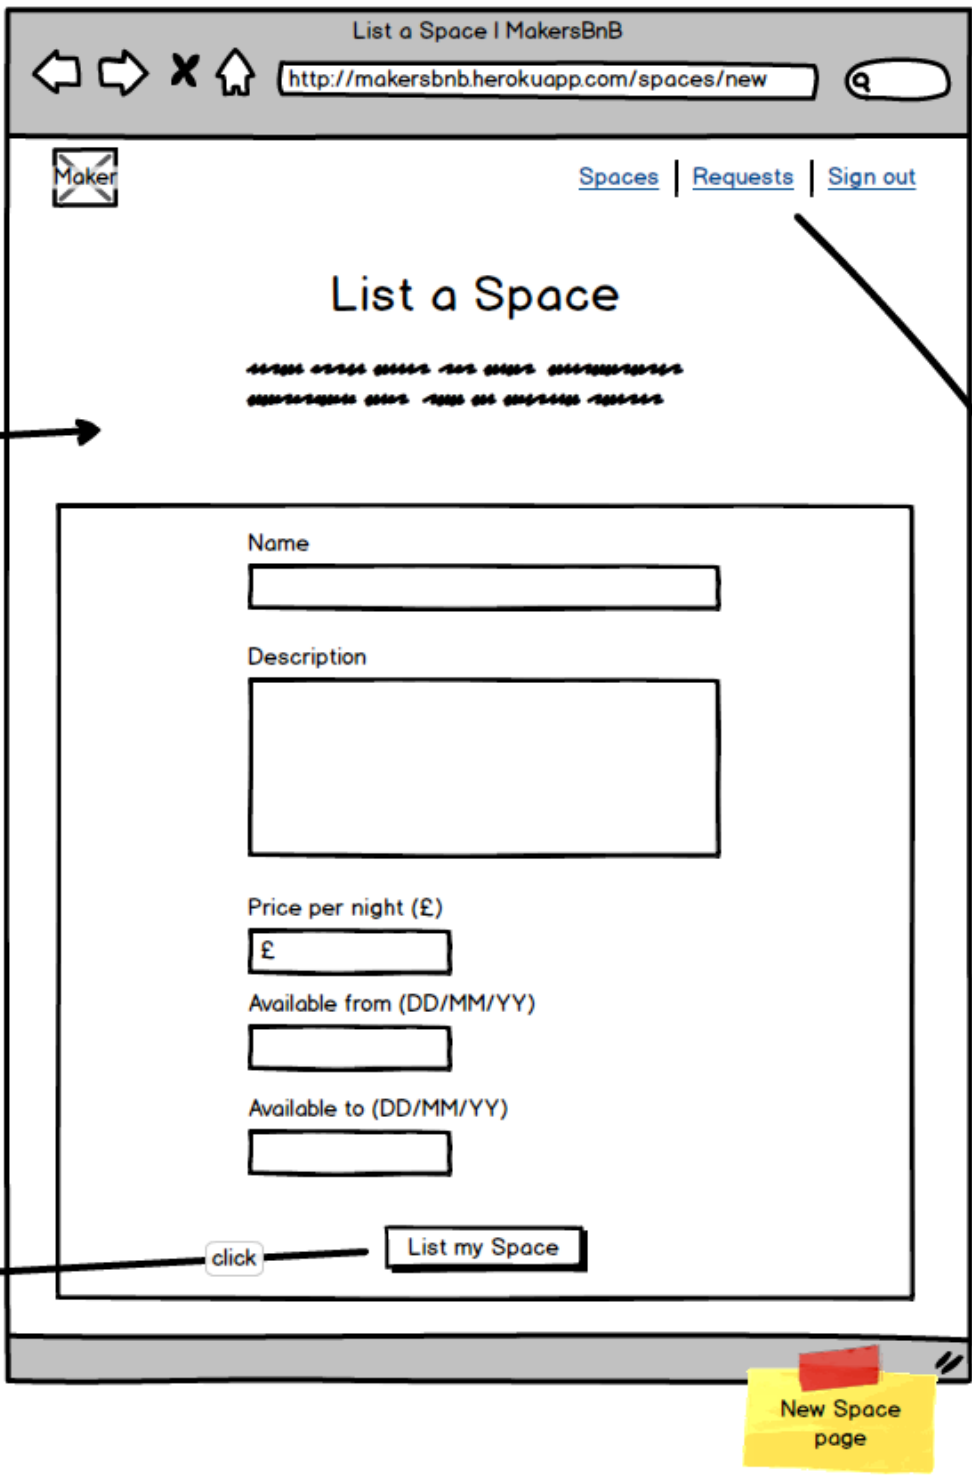 List a Space | MakersBnB
http://makersbnb.herokuapp.com/spaces/new
Maker
Spaces | Requests | Sign out
List a Space
Name
Description
Price per night (£)
£
Available from (DD/MM/YY)
Available to (DD/MM/YY)
List my Space
click
New Space
page